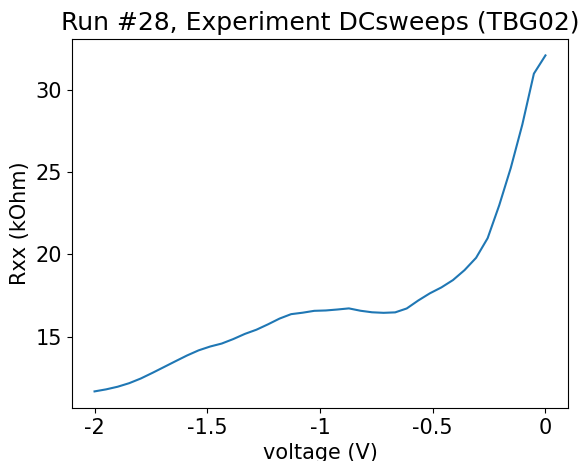 Run #28, Experiment DCsweeps (TBG02)
Rxx (kOhm)
30
25
20
15
-2 -1.5 -1 -0.5 0
voltage (V)